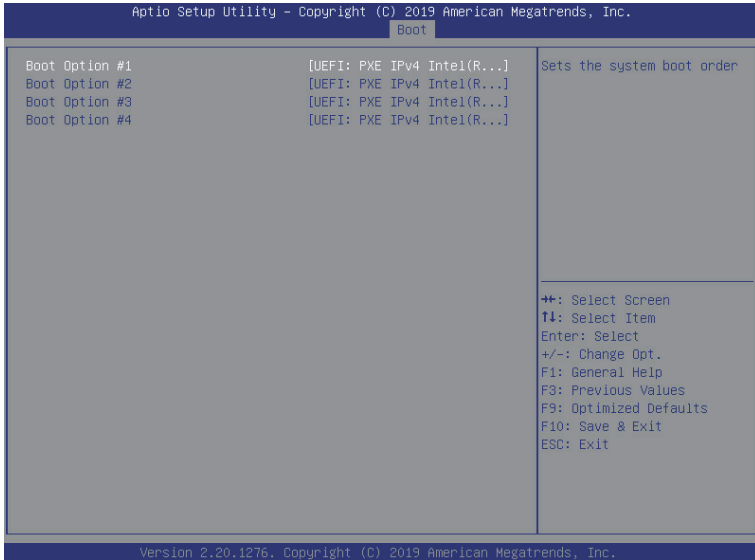 Aptio Setup Utility – Copyright (C) 2019 American Megatrends, Inc.
Boot
Boot Option #1 [UEFI: PXE IPv4 Intel(R...]
Boot Option #2 [UEFI: PXE IPv4 Intel(R...]
Boot Option #3 [UEFI: PXE IPv4 Intel(R...]
Boot Option #4 [UEFI: PXE IPv4 Intel(R...]
Sets the system boot order
→←: Select Screen
↑↓: Select Item
Enter: Select
+/-: Change Opt.
F1: General Help
F3: Previous Values
F9: Optimized Defaults
F10: Save & Exit
ESC: Exit
Version 2.20.1276. Copyright (C) 2019 American Megatrends, Inc.